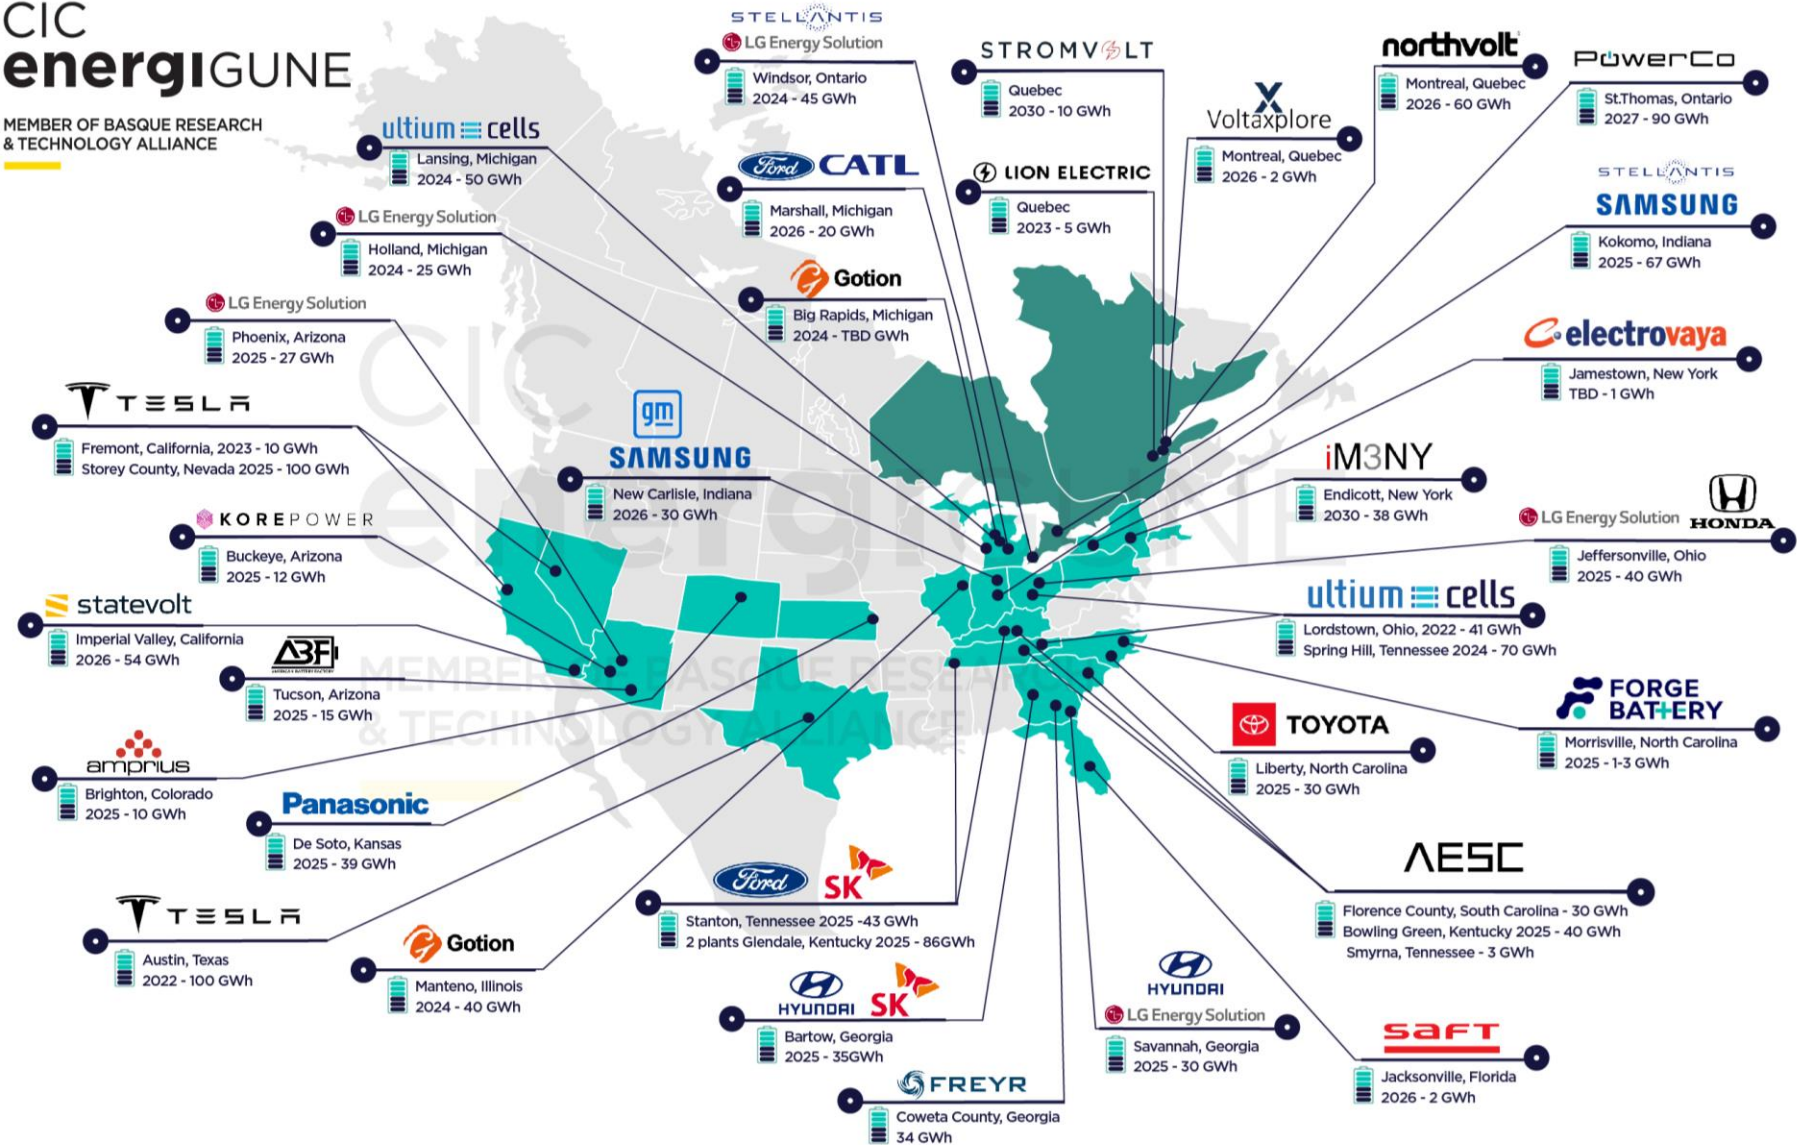 CIC
energiGUNE
MEMBER OF BASQUE RESEARCH
& TECHNOLOGY ALLIANCE
STELLANTIS
LG Energy Solution
Windsor, Ontario
2024 - 45 GWh
STROMVOLT
Quebec
2030 - 10 GWh
northvolt
Montreal, Quebec
2026 - 60 GWh
PowerCo
St.Thomas, Ontario
2027 - 90 GWh
Voltaxplore
Montreal, Quebec
2026 - 2 GWh
ultium cells
Lansing, Michigan
2024 - 50 GWh
Ford CATL
Marshall, Michigan
2026 - 20 GWh
LION ELECTRIC
Quebec
2023 - 5 GWh
STELLANTIS
SAMSUNG
Kokomo, Indiana
2025 - 67 GWh
LG Energy Solution
Holland, Michigan
2024 - 25 GWh
Gotion
Big Rapids, Michigan
2024 - TBD GWh
LG Energy Solution
Phoenix, Arizona
2025 - 27 GWh
electrovaya
Jamestown, New York
TBD - 1 GWh
TESLA
Fremont, California, 2023 - 10 GWh
Storey County, Nevada 2025 - 100 GWh
gm
SAMSUNG
New Carlisle, Indiana
2026 - 30 GWh
iM3NY
Endicott, New York
2030 - 38 GWh
LG Energy Solution HONDA
Jeffersonville, Ohio
2025 - 40 GWh
KOREPOWER
Buckeye, Arizona
2025 - 12 GWh
statevolt
Imperial Valley, California
2026 - 54 GWh
ultium cells
Lordstown, Ohio, 2022 - 41 GWh
Spring Hill, Tennessee 2024 - 70 GWh
ABF
AMERICAN BATTERY FACTORY
Tucson, Arizona
2025 - 15 GWh
CIC
energiGUNE
MEMBER OF BASQUE RESEARCH
& TECHNOLOGY ALLIANCE
FORGE
BATTERY
Morrisville, North Carolina
2025 - 1-3 GWh
TOYOTA
Liberty, North Carolina
2025 - 30 GWh
amprius
Brighton, Colorado
2025 - 10 GWh
Panasonic
De Soto, Kansas
2025 - 39 GWh
AESC
Florence County, South Carolina - 30 GWh
Bowling Green, Kentucky 2025 - 40 GWh
Smyrna, Tennessee - 3 GWh
Ford SK
Stanton, Tennessee 2025 -43 GWh
2 plants Glendale, Kentucky 2025 - 86GWh
TESLA
Austin, Texas
2022 - 100 GWh
Gotion
Manteno, Illinois
2024 - 40 GWh
HYUNDAI SK
Bartow, Georgia
2025 - 35GWh
HYUNDAI
LG Energy Solution
Savannah, Georgia
2025 - 30 GWh
saft
Jacksonville, Florida
2026 - 2 GWh
FREYR
Coweta County, Georgia
34 GWh